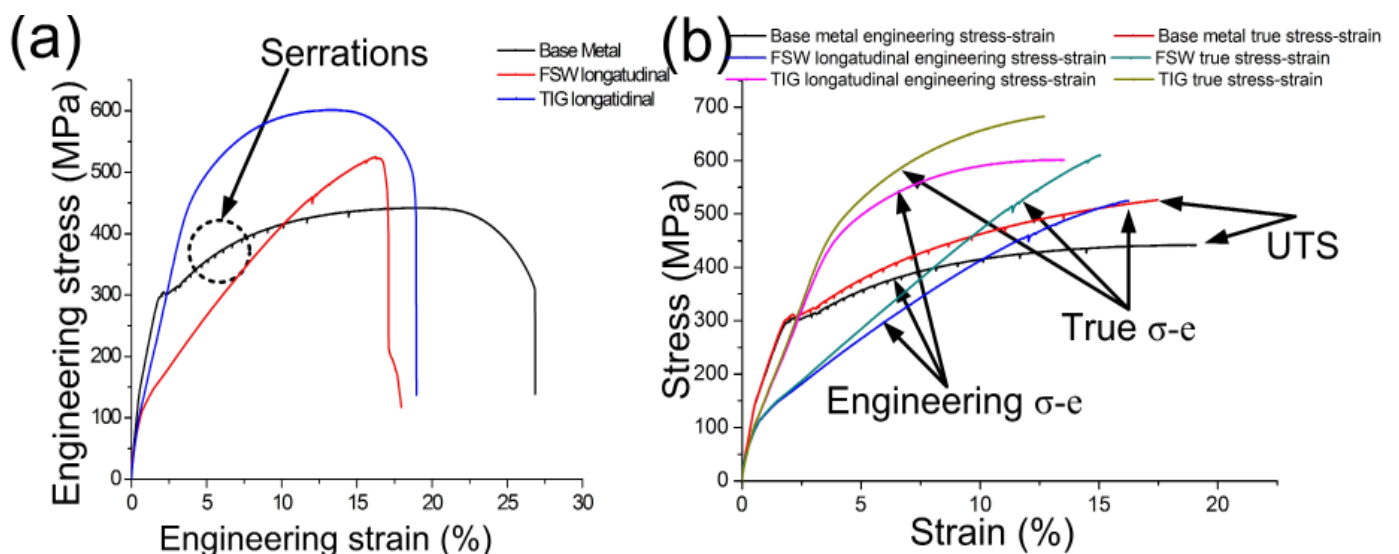 (a)
Serrations
Base Metal
FSW longatudinal
TIG longatidinal
Engineering stress (MPa)
600
500
400
300
200
100
0
0 5 10 15 20 25 30
Engineering strain (%)
(b)
Base metal engineering stress-strain
Base metal true stress-strain
FSW longatudinal engineering stress-strain
FSW true stress-strain
TIG longatudinal engineering stress-strain
TIG true stress-strain
Stress (MPa)
700
600
500
400
300
200
100
0
UTS
True σ-e
Engineering σ-e
0 5 10 15 20
Strain (%)